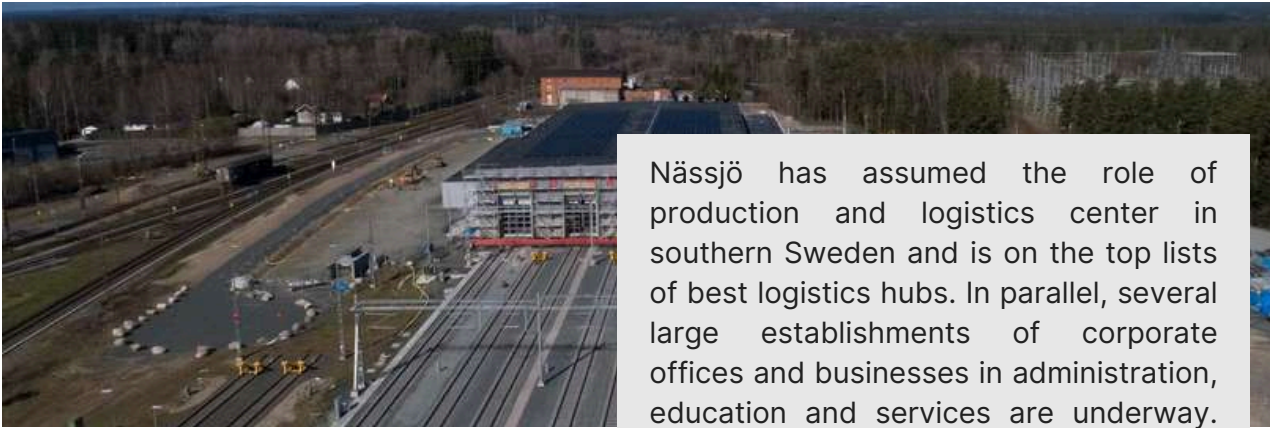 Nässjö has assumed the role of
production and logistics center in
southern Sweden and is on the top lists
of best logistics hubs. In parallel, several
large establishments of corporate
offices and businesses in administration,
education and services are underway.